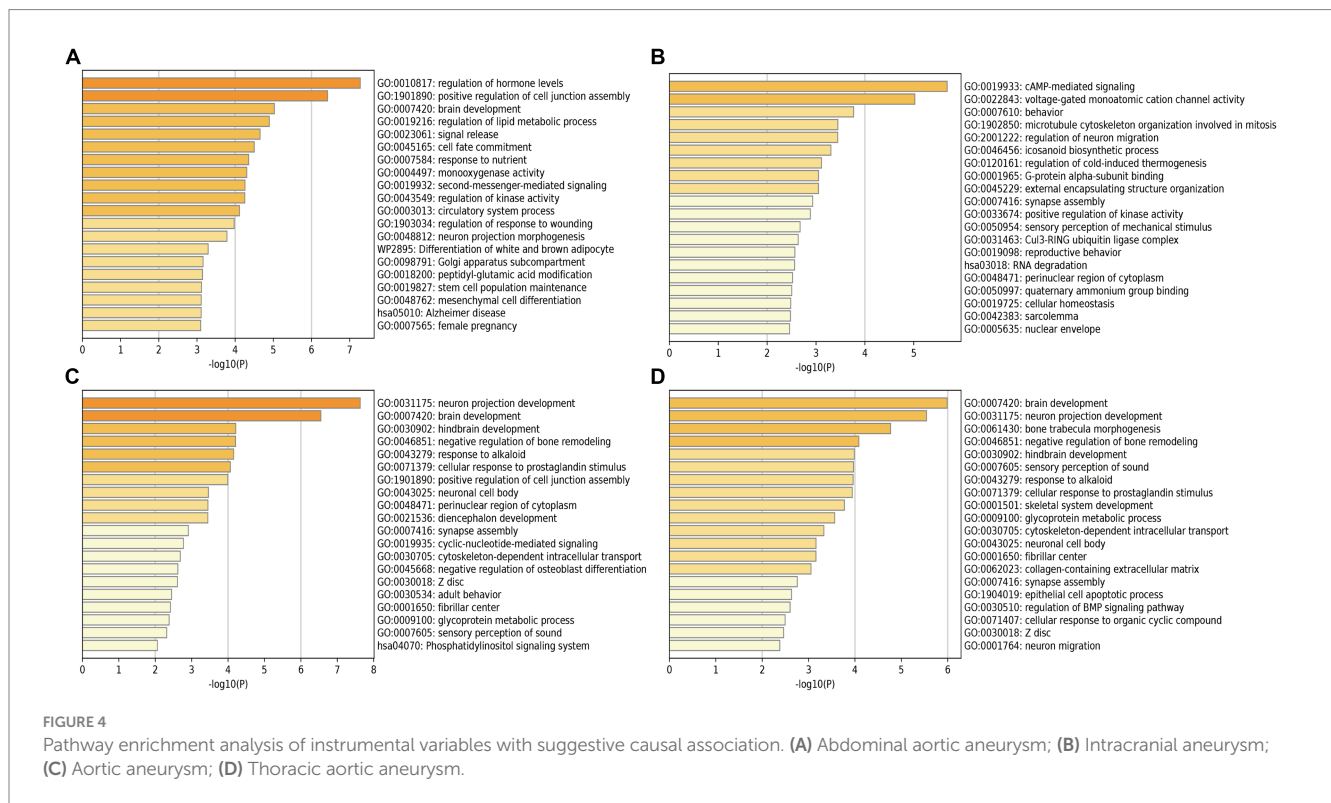 A
GO:0010817: regulation of hormone levels
GO:1901890: positive regulation of cell junction assembly
GO:0007420: brain development
GO:0019216: regulation of lipid metabolic process
GO:0023061: signal release
GO:0045165: cell fate commitment
GO:0007584: response to nutrient
GO:0004497: monooxygenase activity
GO:0019932: second-messenger-mediated signaling
GO:0043549: regulation of kinase activity
GO:0003013: circulatory system process
GO:1903034: regulation of response to wounding
GO:0048812: neuron projection morphogenesis
WP2895: Differentiation of white and brown adipocyte
GO:0098791: Golgi apparatus subcompartment
GO:0018200: peptidyl-glutamic acid modification
GO:0019827: stem cell population maintenance
GO:0048762: mesenchymal cell differentiation
hsa05010: Alzheimer disease
GO:0007565: female pregnancy
0 1 2 3 4 5 6 7
-log10(P)
B
GO:0019933: cAMP-mediated signaling
GO:0022843: voltage-gated monoatomic cation channel activity
GO:0007610: behavior
GO:1902850: microtubule cytoskeleton organization involved in mitosis
GO:2001222: regulation of neuron migration
GO:0046456: icosanoid biosynthetic process
GO:0120161: regulation of cold-induced thermogenesis
GO:0001965: G-protein alpha-subunit binding
GO:0045229: external encapsulating structure organization
GO:0007416: synapse assembly
GO:0033674: positive regulation of kinase activity
GO:0050954: sensory perception of mechanical stimulus
GO:0031463: Cul3-RING ubiquitin ligase complex
GO:0019098: reproductive behavior
hsa03018: RNA degradation
GO:0048471: perinuclear region of cytoplasm
GO:0050997: quaternary ammonium group binding
GO:0019725: cellular homeostasis
GO:0042383: sarcolemma
GO:0005635: nuclear envelope
0 1 2 3 4 5
-log10(P)
C
GO:0031175: neuron projection development
GO:0007420: brain development
GO:0030902: hindbrain development
GO:0046851: negative regulation of bone remodeling
GO:0043279: response to alkaloid
GO:0071379: cellular response to prostaglandin stimulus
GO:1901890: positive regulation of cell junction assembly
GO:0043025: neuronal cell body
GO:0048471: perinuclear region of cytoplasm
GO:0021536: diencephalon development
GO:0007416: synapse assembly
GO:0019935: cyclic-nucleotide-mediated signaling
GO:0030705: cytoskeleton-dependent intracellular transport
GO:0045668: negative regulation of osteoblast differentiation
GO:0030018: Z disc
GO:0030534: adult behavior
GO:0001650: fibrillar center
GO:0009100: glycoprotein metabolic process
GO:0007605: sensory perception of sound
hsa04070: Phosphatidylinositol signaling system
0 1 2 3 4 5 6 7 8
-log10(P)
D
GO:0007420: brain development
GO:0031175: neuron projection development
GO:0061430: bone trabecula morphogenesis
GO:0046851: negative regulation of bone remodeling
GO:0030902: hindbrain development
GO:0007605: sensory perception of sound
GO:0043279: response to alkaloid
GO:0071379: cellular response to prostaglandin stimulus
GO:0001501: skeletal system development
GO:0009100: glycoprotein metabolic process
GO:0030705: cytoskeleton-dependent intracellular transport
GO:0043025: neuronal cell body
GO:0001650: fibrillar center
GO:0062023: collagen-containing extracellular matrix
GO:0007416: synapse assembly
GO:1904019: epithelial cell apoptotic process
GO:0030510: regulation of BMP signaling pathway
GO:0071407: cellular response to organic cyclic compound
GO:0030018: Z disc
GO:0001764: neuron migration
0 1 2 3 4 5 6
-log10(P)
FIGURE 4
Pathway enrichment analysis of instrumental variables with suggestive causal association. (A) Abdominal aortic aneurysm; (B) Intracranial aneurysm;
(C) Aortic aneurysm; (D) Thoracic aortic aneurysm.